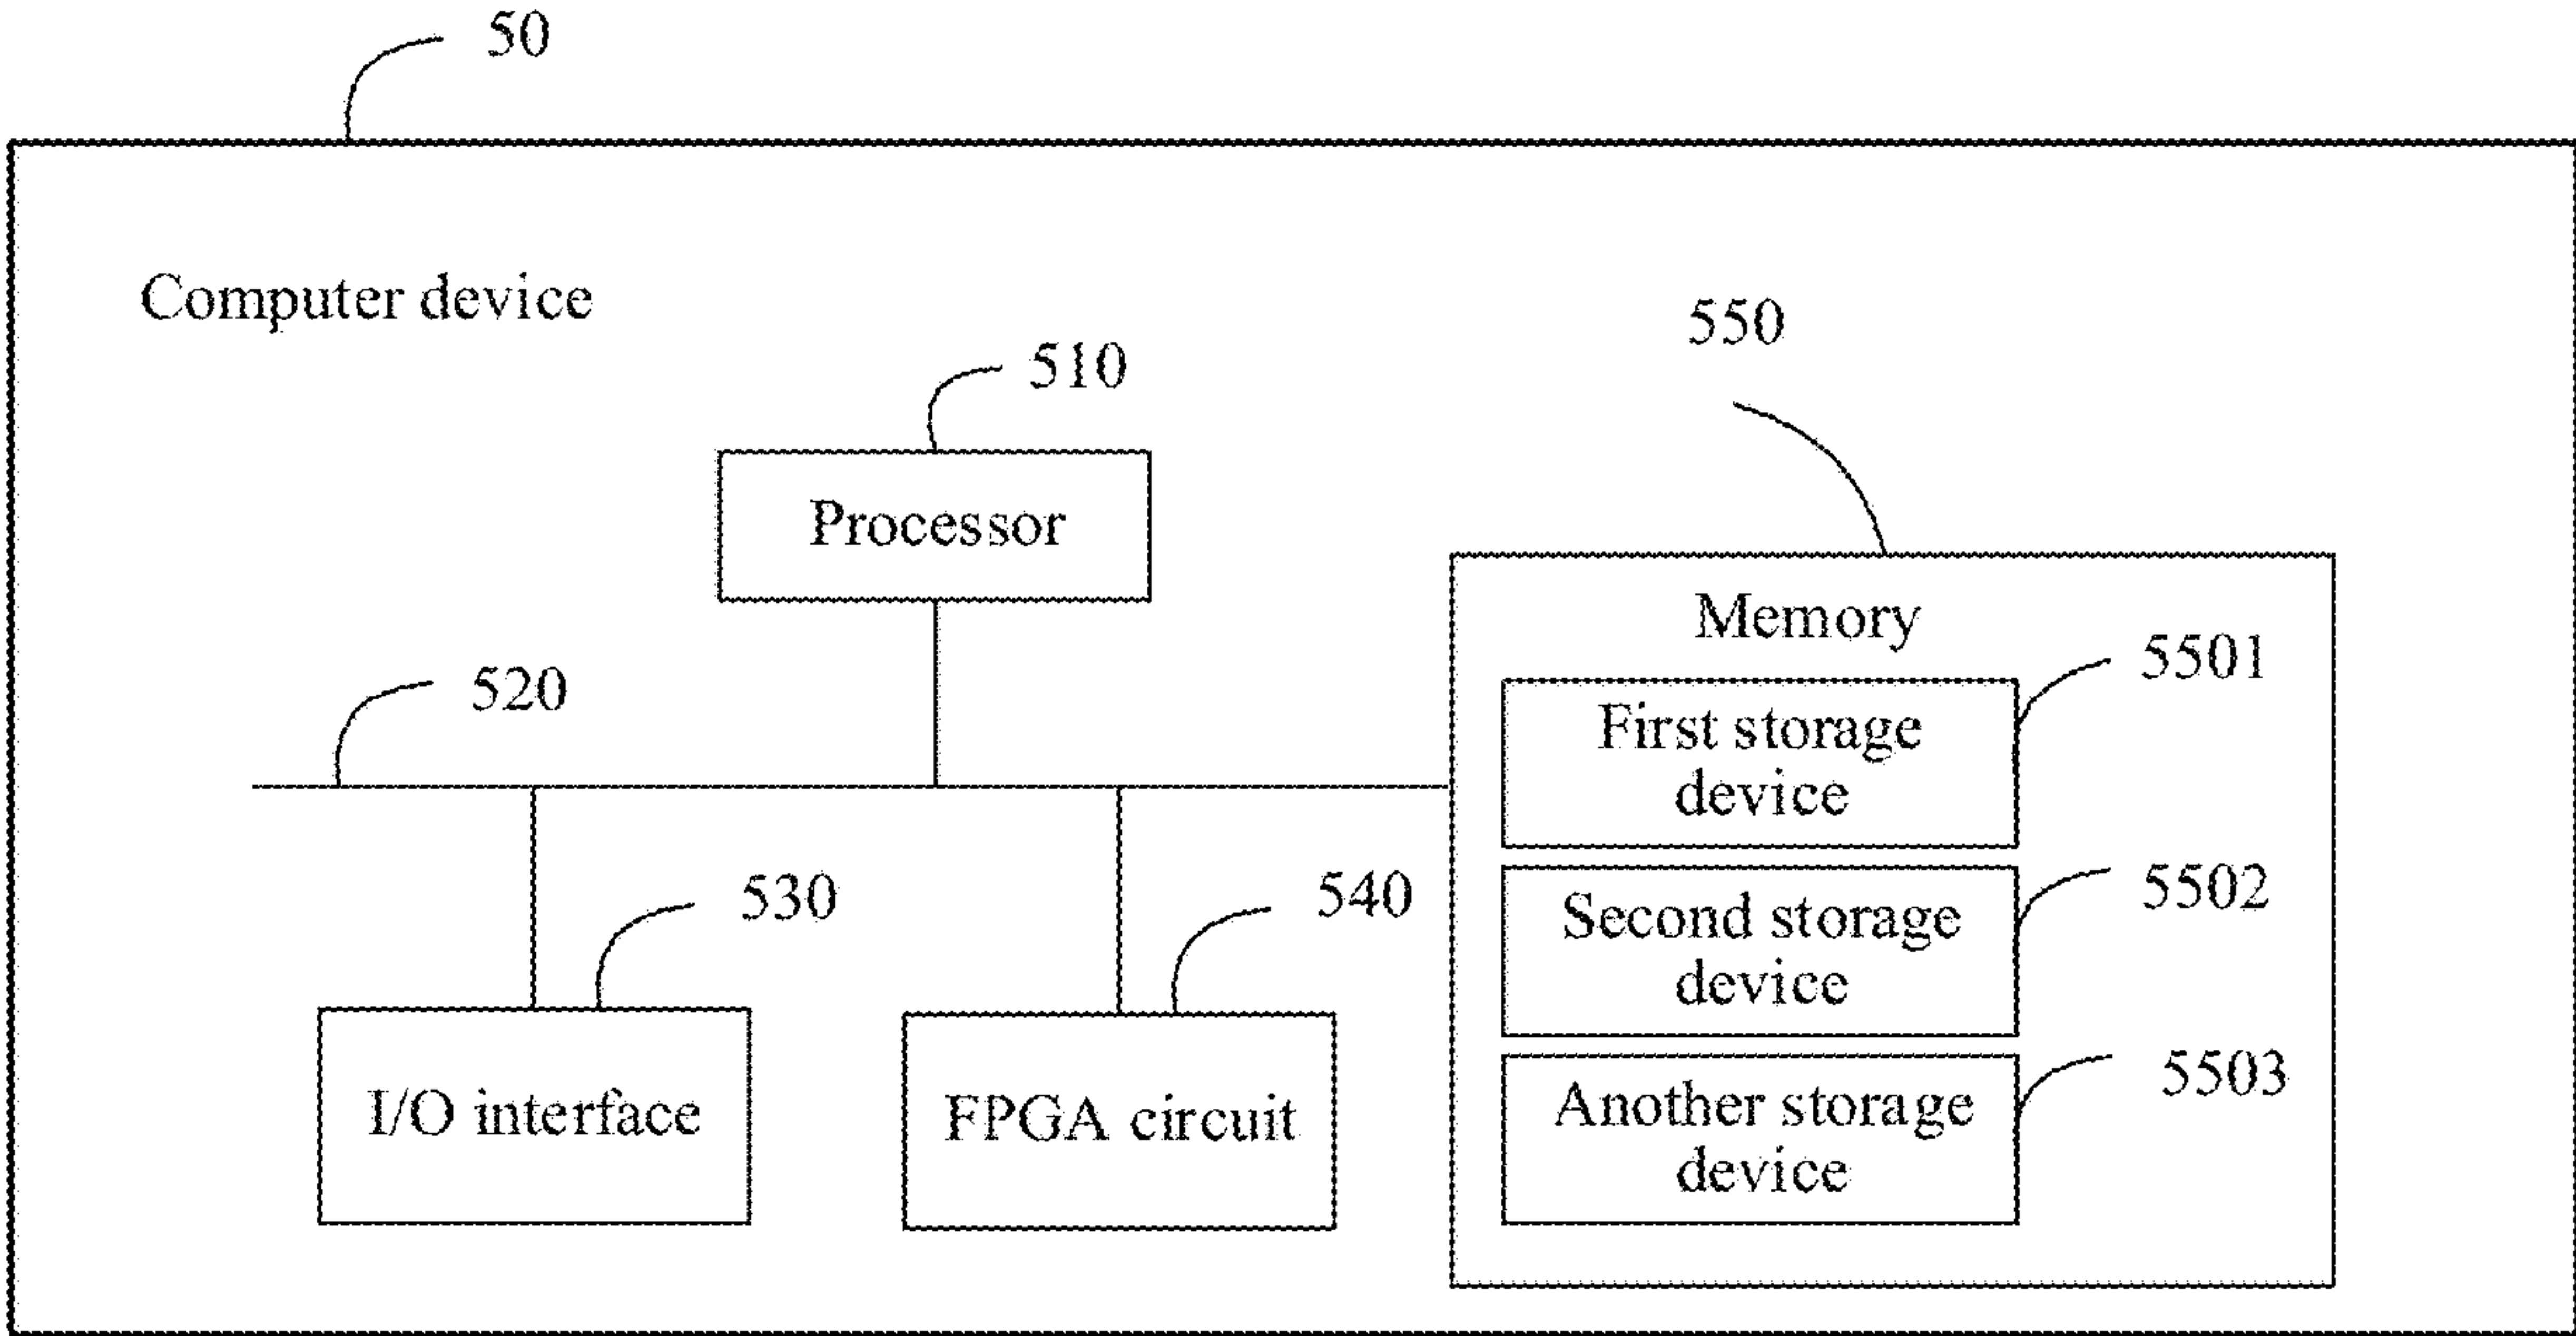 50
Computer device
550
510
Processor
Memory
5501
520
First storage
device
5502
530
540
Second storage
device
5503
I/O interface
FPGA circuit
Another storage
device